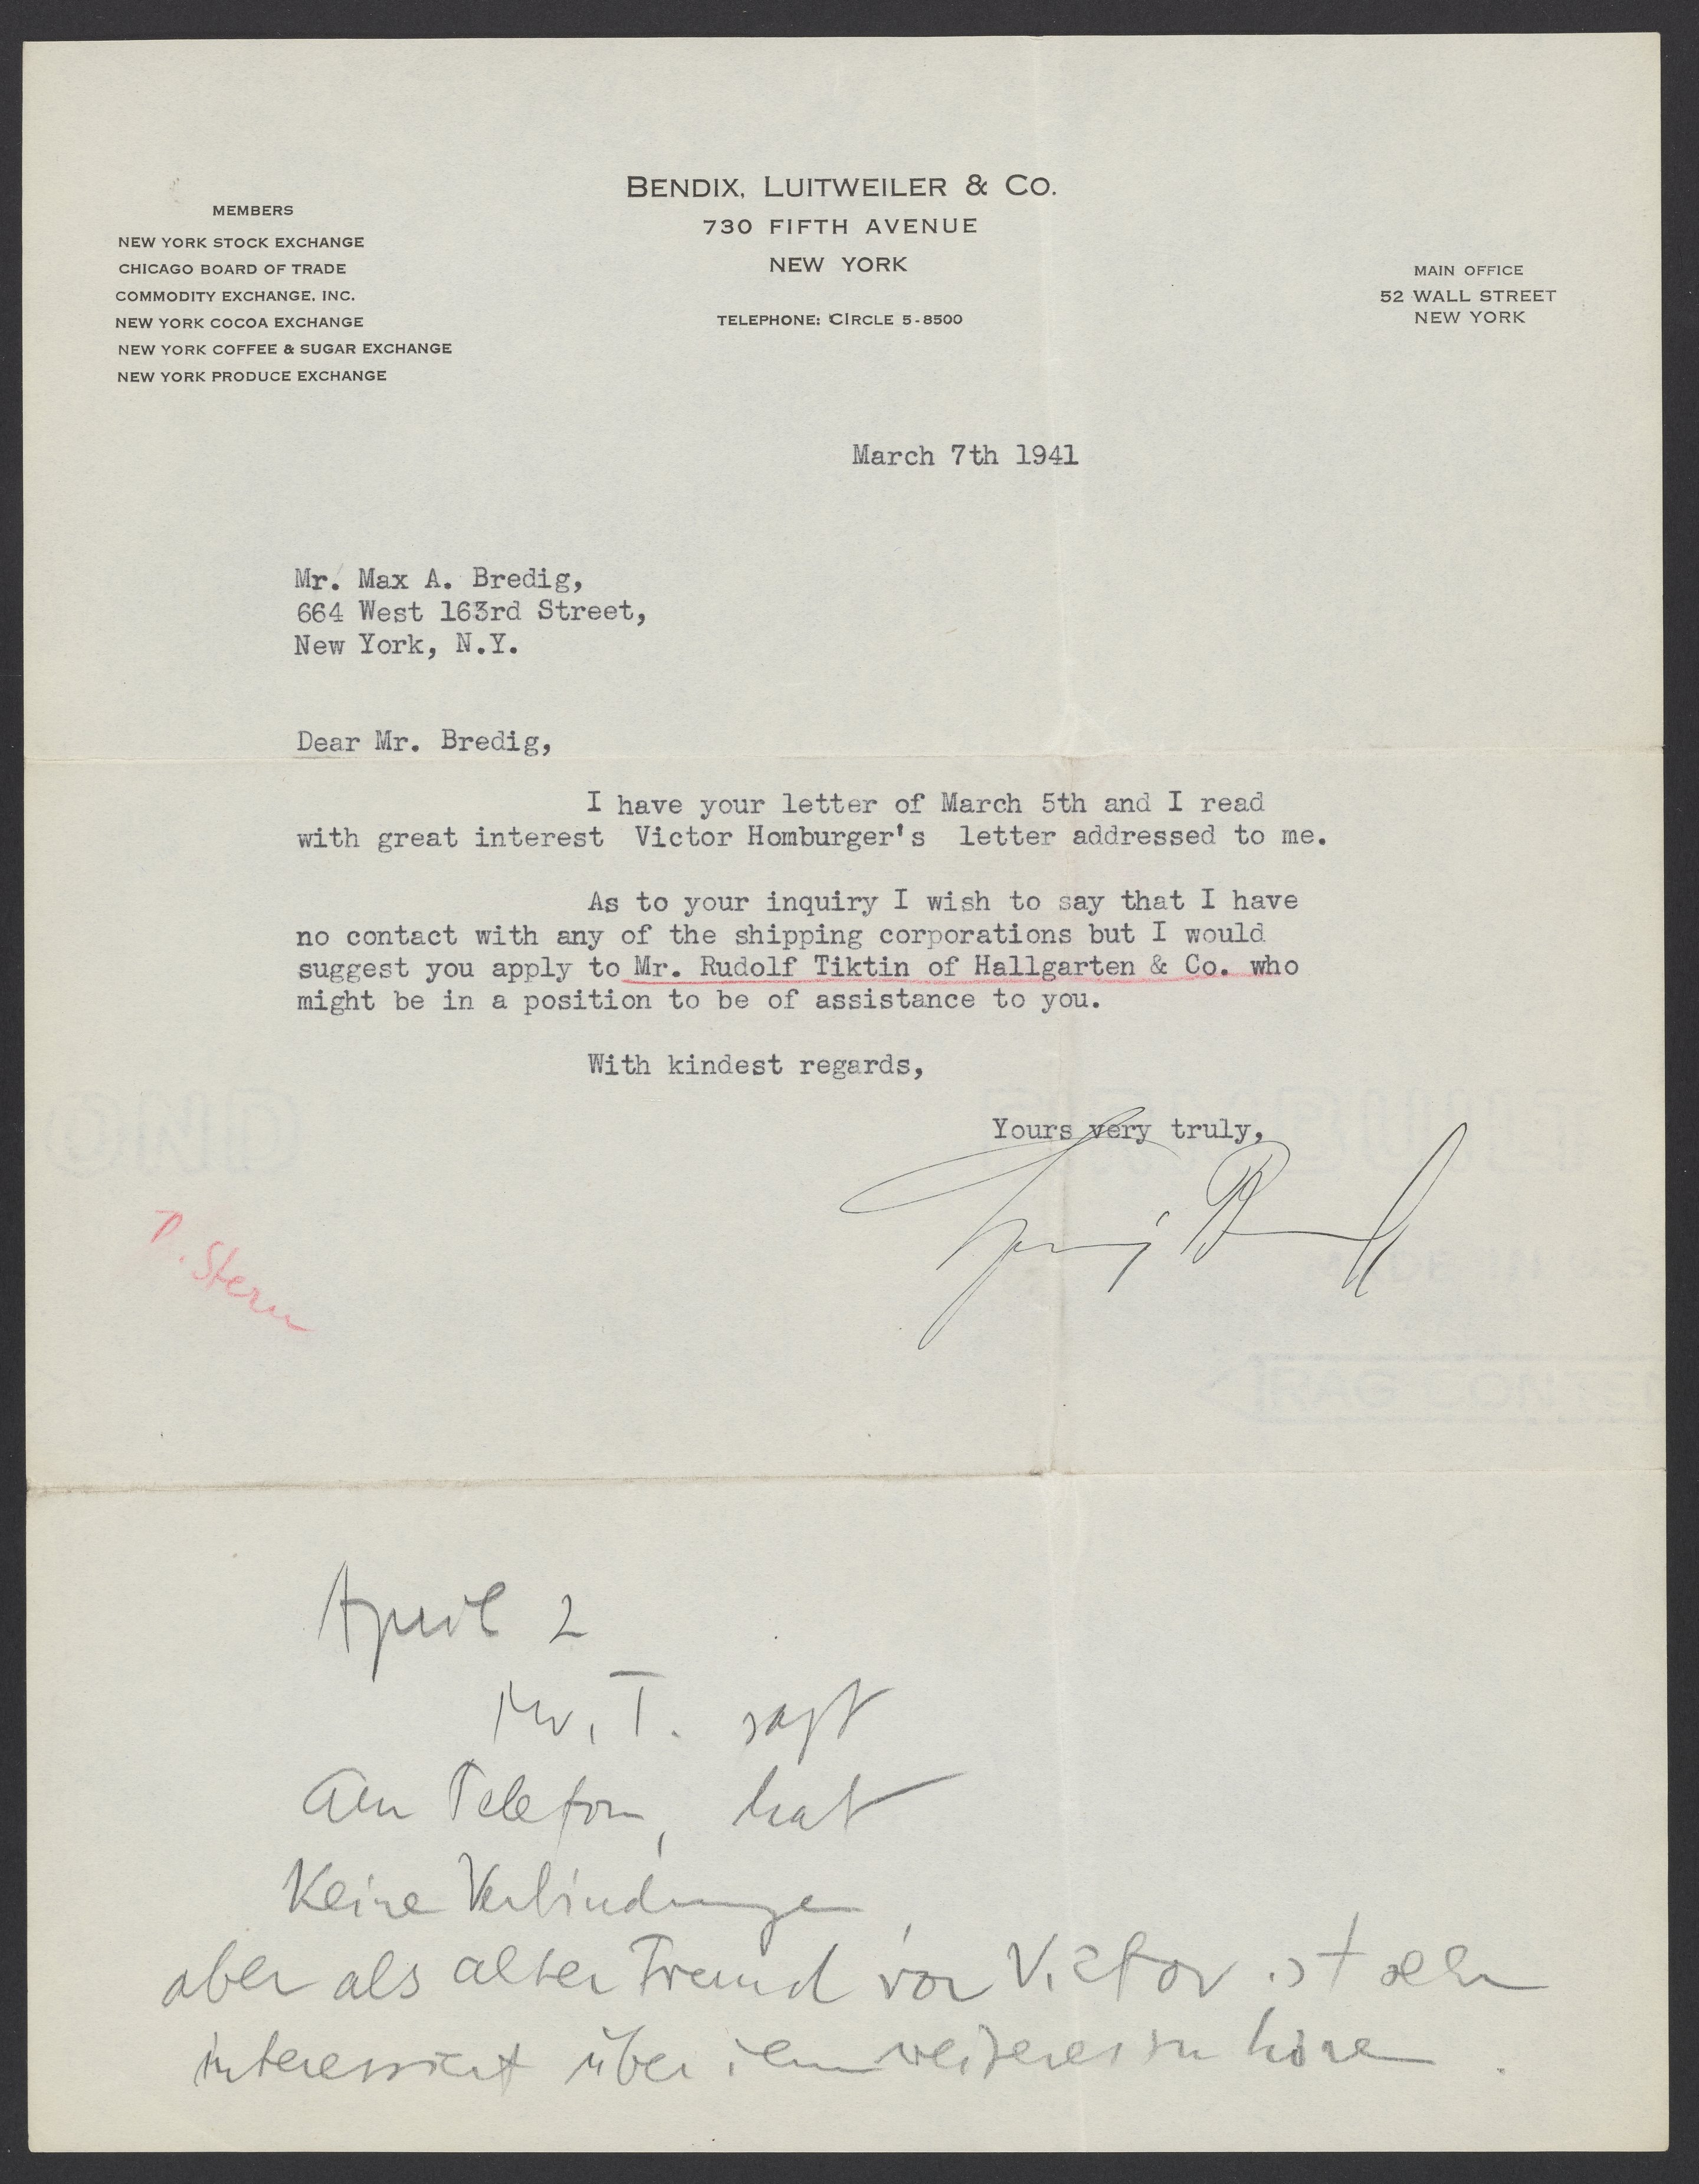 BENDIX, LUITWEILER & CO.
730 FIFTH AVENUE
NEW YORK
TELEPHONE: CIRCLE 5-8500
MEMBERS
NEW YORK STOCK EXCHANGE
CHICAGO BOARD OF TRADE
COMMODITY EXCHANGE, INC.
NEW YORK COCOA EXCHANGE
NEW YORK COFFEE & SUGAR EXCHANGE
NEW YORK PRODUCE EXCHANGE
MAIN OFFICE
52 WALL STREET
NEW YORK
March 7th 1941
Mr. Max A. Bredig,
664 West 163rd Street,
New York, N.Y.
Dear Mr. Bredig,
I have your letter of March 5th and I read
with great interest Victor Homburger's letter addressed to me.
As to your inquiry I wish to say that I have
no contact with any of the shipping corporations but I would
suggest you apply to Mr. Rudolf Tiktin of Hallgarten & Co. who
might be in a position to be of assistance to you.
With kindest regards,
Yours very truly,
P. Stern
April 2
Mr. T. sagt
am Telefon, hat
Keine Verbindungen,
aber als alter Freund von Victor ist sehr
interessiert über ihn weiteres zu hören.